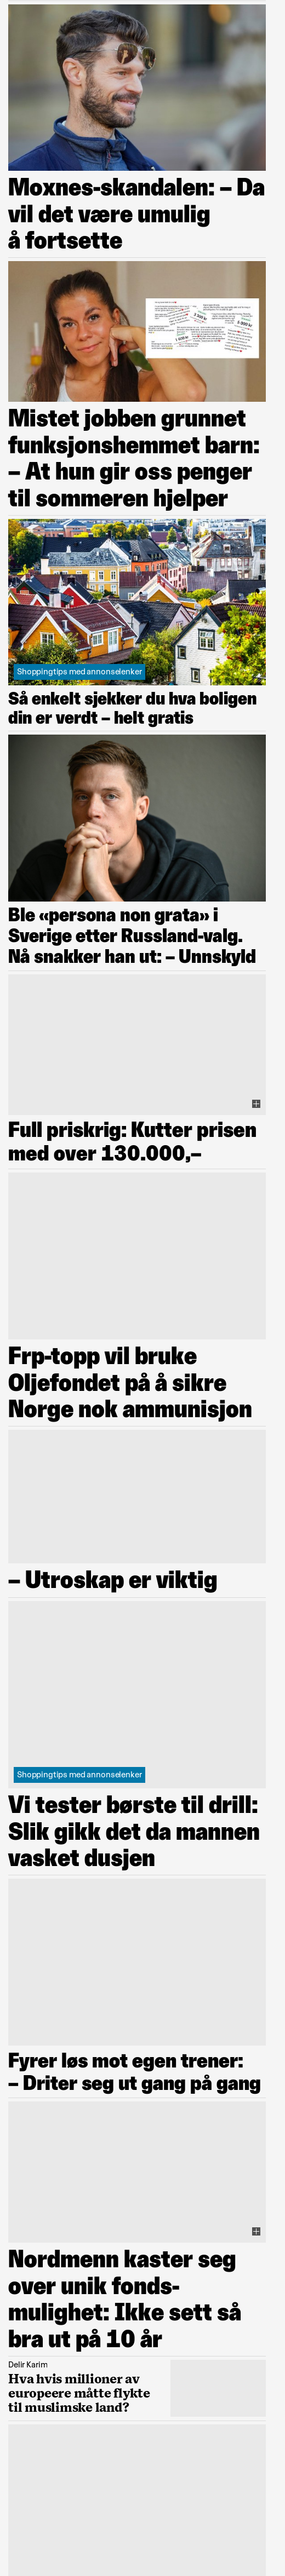 Moxnes-skandalen: – Da
vil det være umulig
å fortsette
Mistet jobben grunnet
funksjonshemmet barn:
– At hun gir oss penger
til sommeren hjelper
Shoppingtips med annonselenker
Så enkelt sjekker du hva boligen
din er verdt – helt gratis
Ble «persona non grata» i
Sverige etter Russland-valg.
Nå snakker han ut: – Unnskyld
Full priskrig: Kutter prisen
med over 130.000,–
Frp-topp vil bruke
Oljefondet på å sikre
Norge nok ammunisjon
– Utroskap er viktig
Shoppingtips med annonselenker
Vi tester børste til drill:
Slik gikk det da mannen
vasket dusjen
Fyrer løs mot egen trener:
– Driter seg ut gang på gang
Nordmenn kaster seg
over unik fonds-
mulighet: Ikke sett så
bra ut på 10 år
Delir Karim
Hva hvis millioner av
europeere måtte flykte
til muslimske land?